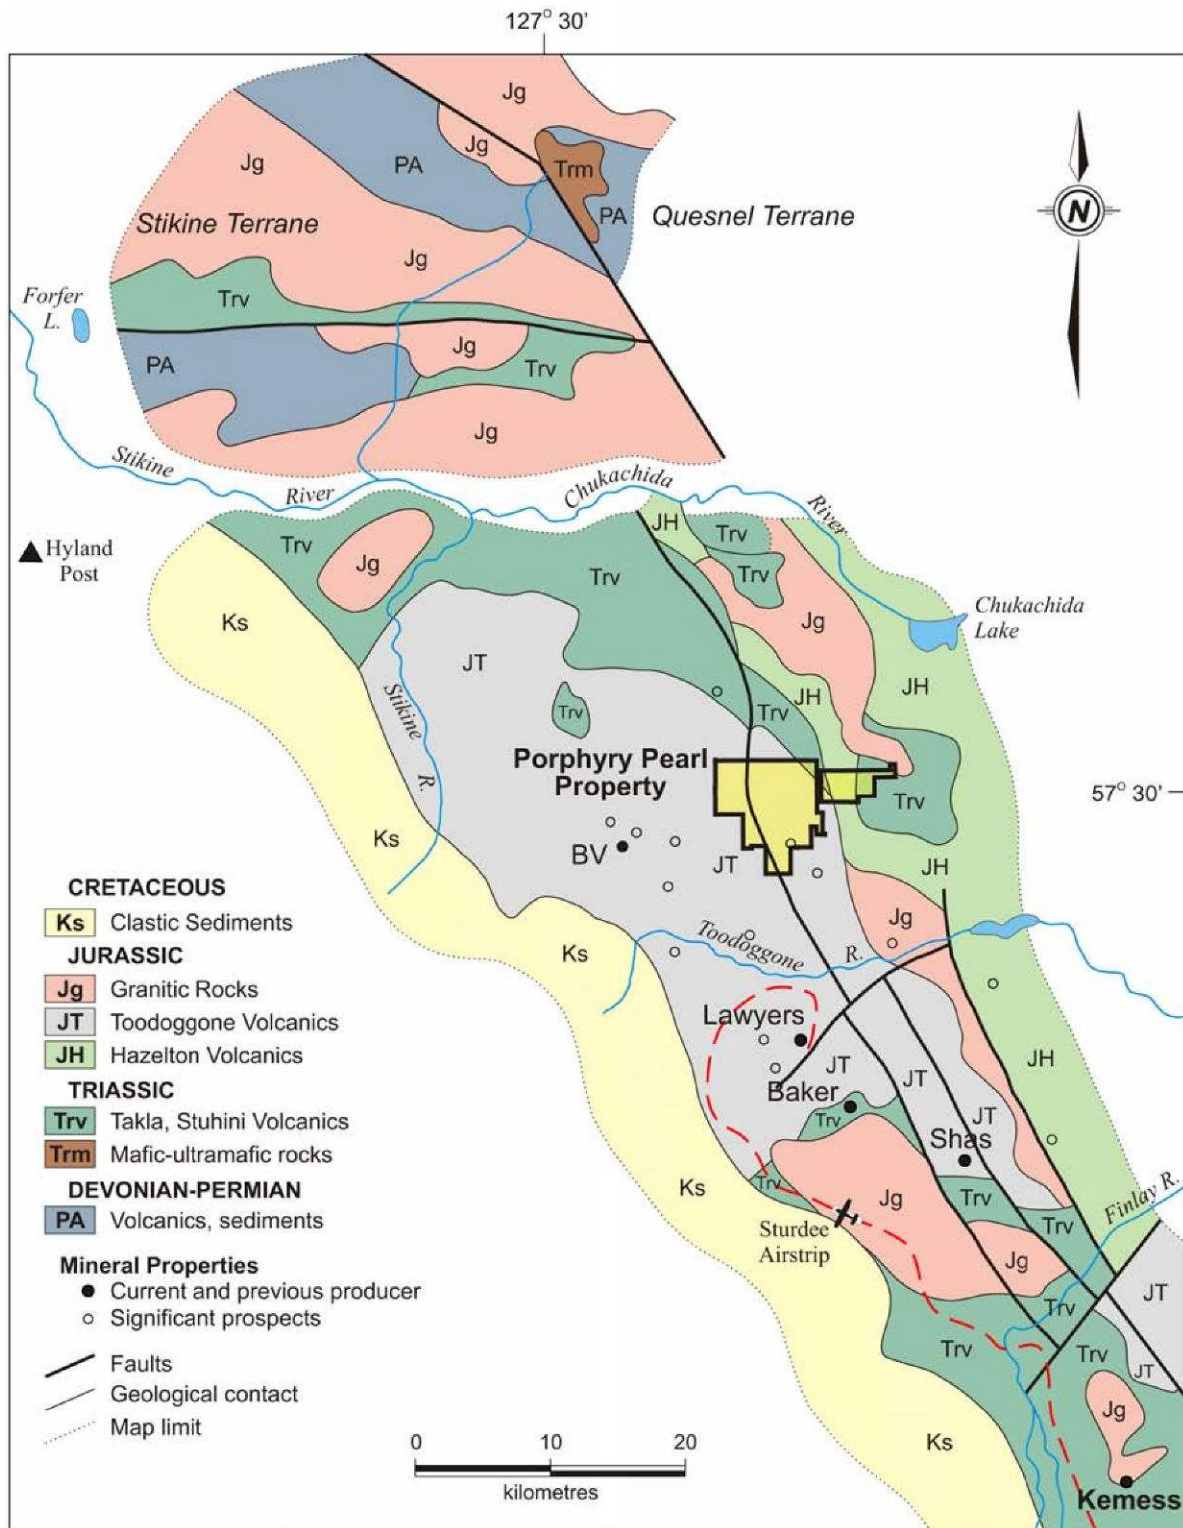 127° 30'
Jg
Jg
Jg
PA
Trm
PA
Stikine Terrane
Quesnel Terrane
N
Jg
Forfer
L.
Trv
Jg
Trv
PA
Jg
Stikine
River
Chukachida
River
Hyland
Post
Trv
Jg
Trv
JH
Trv
Trv
Jg
Chukachida
Lake
Ks
JT
JH
JH
Stikine
R.
Trv
Trv
Porphyry Pearl
Property
57° 30'
Trv
Ks
BV
JT
JH
Jg
Ks
Toodoggone
R.
Lawyers
JT
JT
JH
Baker
Trv
JT
Shas
Ks
Trv
Jg
Trv
Trv
Finlay R.
Sturdee
Airstrip
Jg
JT
Trv
Trv
Trv
JT
Jg
Ks
Kemess
CRETACEOUS
Ks Clastic Sediments
JURASSIC
Jg Granitic Rocks
JT Toodoggone Volcanics
JH Hazelton Volcanics
TRIASSIC
Trv Takla, Stuhini Volcanics
Trm Mafic-ultramafic rocks
DEVONIAN-PERMIAN
PA Volcanics, sediments
Mineral Properties
Current and previous producer
Significant prospects
Faults
Geological contact
Map limit
0 10 20
kilometres